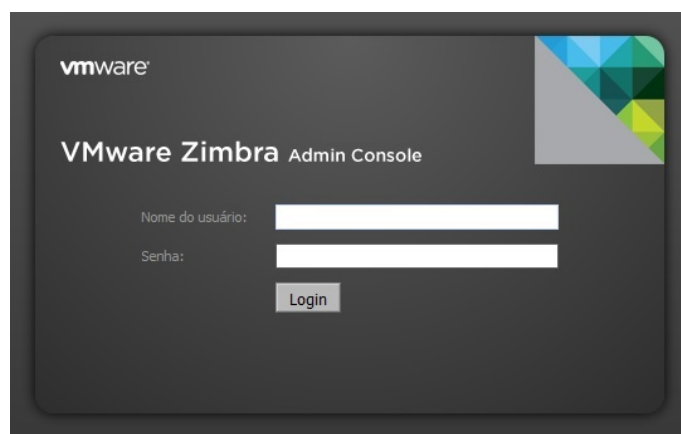 vmware
VMware Zimbra Admin Console
Nome do usuário:
Senha:
Login